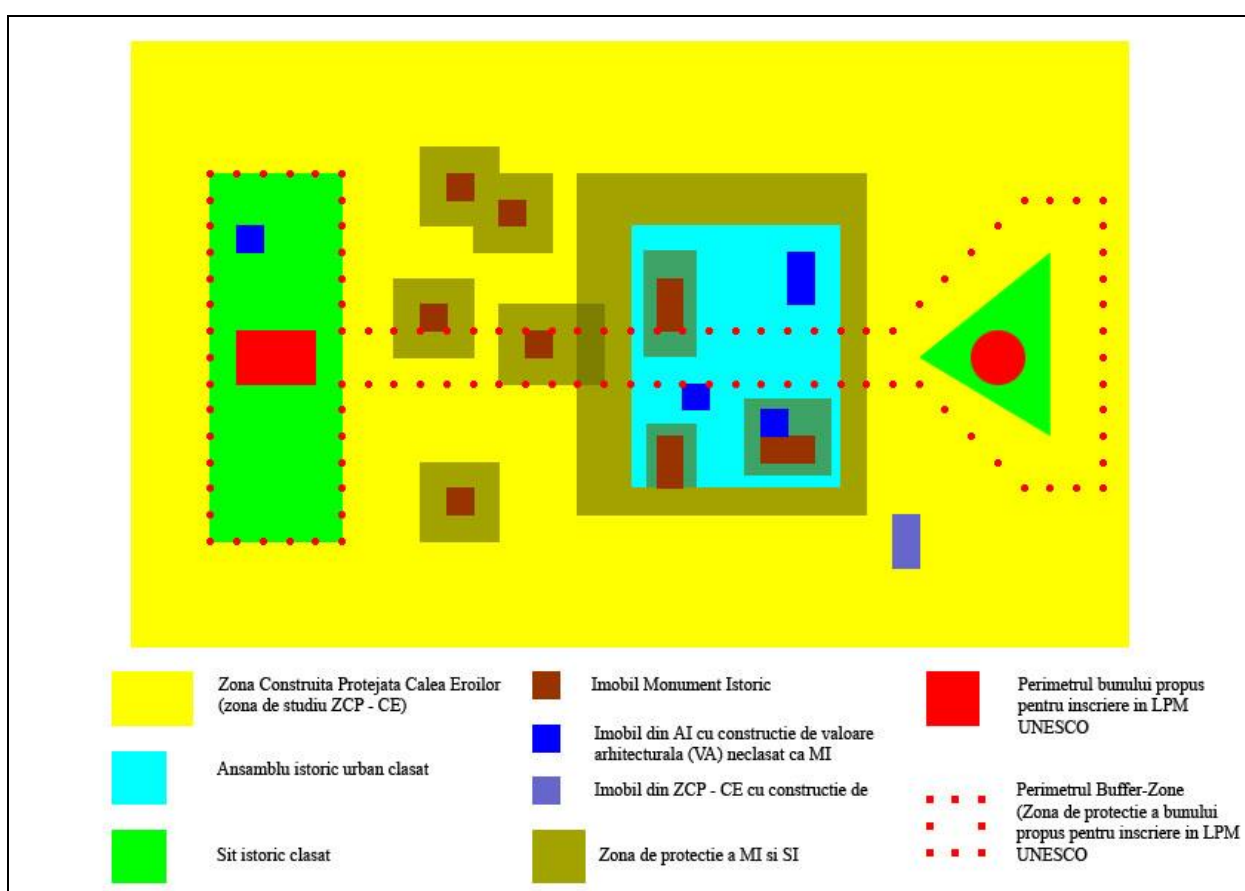 Zona Construita Protejata Calea Eroilor
(zona de studiu ZCP - CE)
Ansamblu istoric urban clasat
Sit istoric clasat
Imobil Monument Istoric
Imobil din AI cu constructie de valoare
arhitecturala (VA) neclasat ca MI
Imobil din ZCP - CE cu constructie de
Zona de protectie a MI si SI
Perimetrul bunului propus
pentru inscriere in LPM
UNESCO
Perimetrul Buffer-Zone
(Zona de protectie a bunului
propus pentru inscriere in LPM
UNESCO